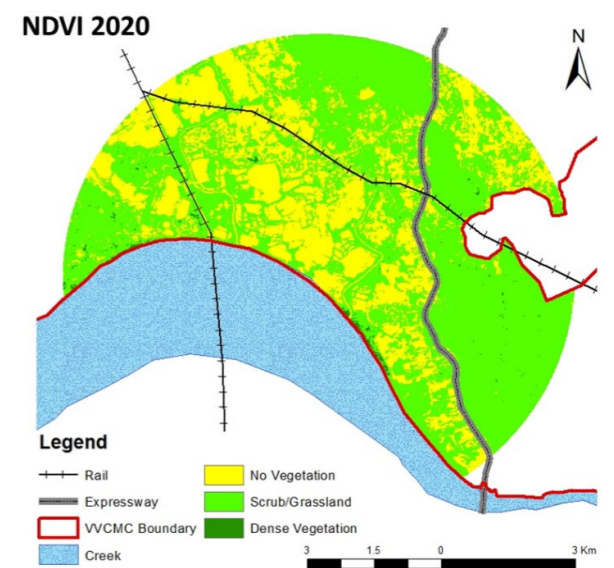 NDVI 2020
N
Legend
Rail
Expressway
VVCMC Boundary
Creek
No Vegetation
Scrub/Grassland
Dense Vegetation
3 1.5 0 3 Km